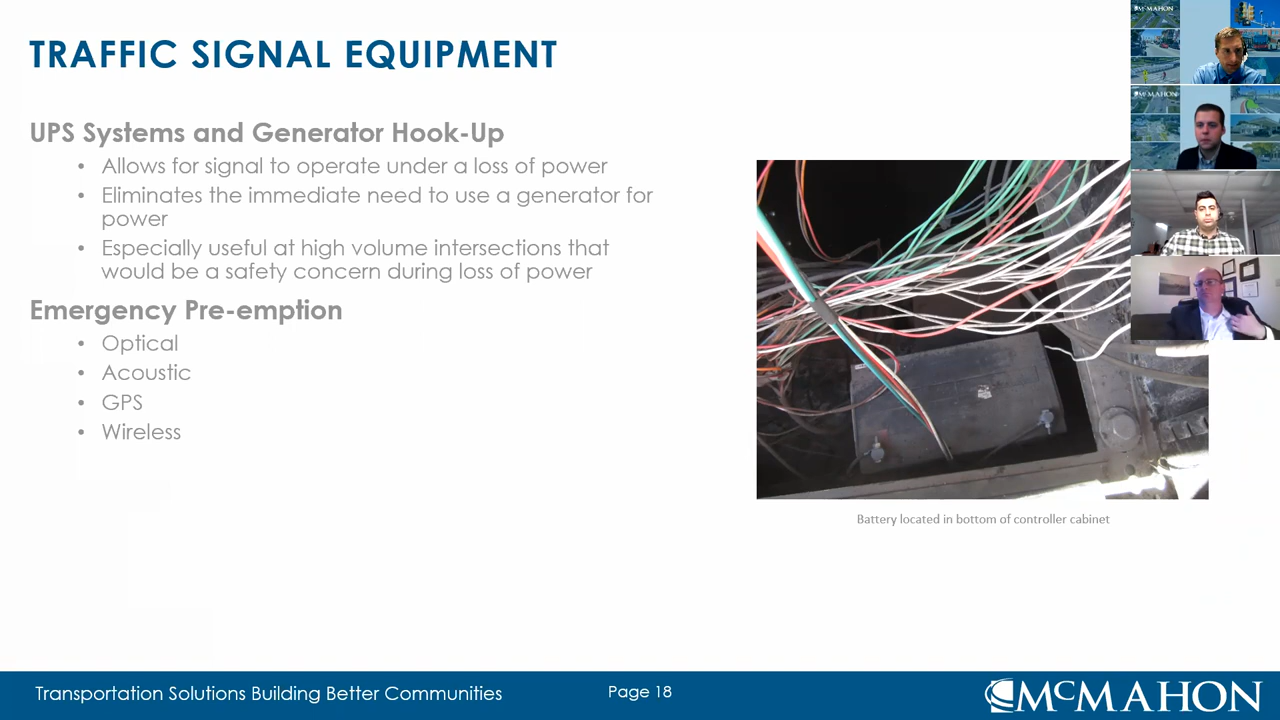 TRAFFIC SIGNAL EQUIPMENT
UPS Systems and Generator Hook-Up
• Allows for signal to operate under a loss of power
• Eliminates the immediate need to use a generator for
power
• Especially useful at high volume intersections that
would be a safety concern during loss of power
Emergency Pre-emption
• Optical
• Acoustic
• GPS
• Wireless
McMAHON
McMAHON
Battery located in bottom of controller cabinet
Transportation Solutions Building Better Communities
Page 18
McMAHON